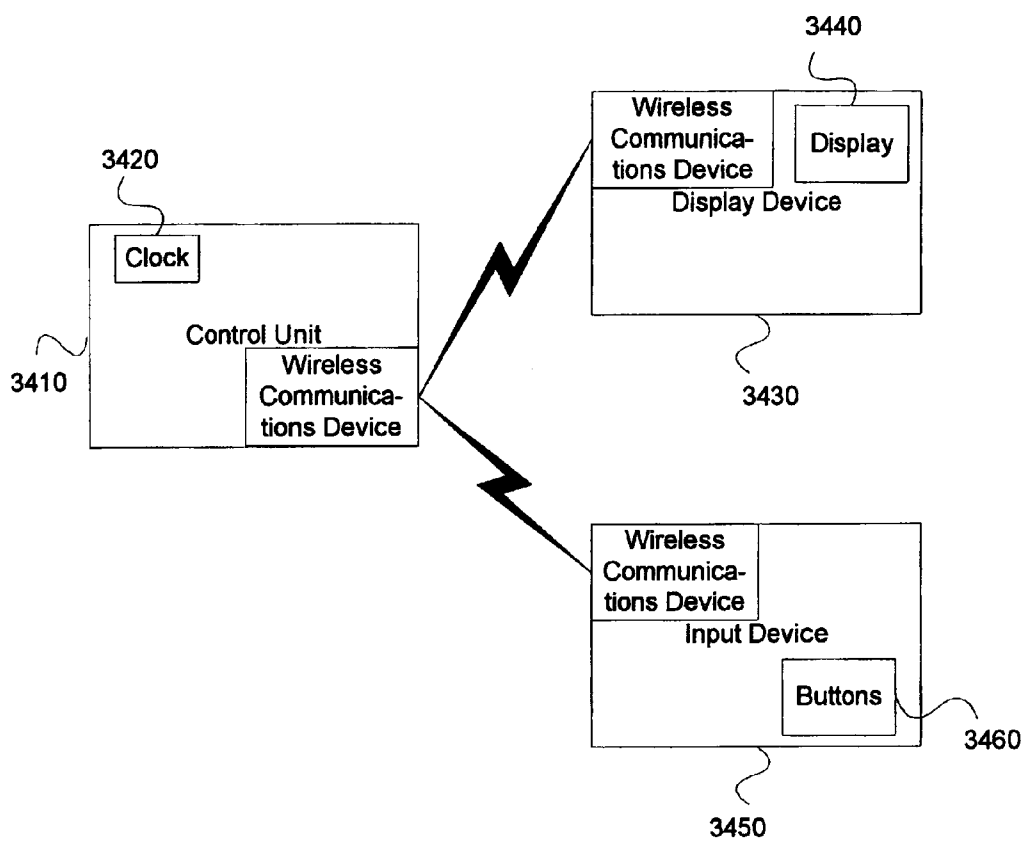 3440
Wireless
Communica-
tions Device
Display
Display Device
3430
3420
Clock
Control Unit
Wireless
Communica-
tions Device
3410
Wireless
Communica-
tions Device
Input Device
Buttons
3460
3450